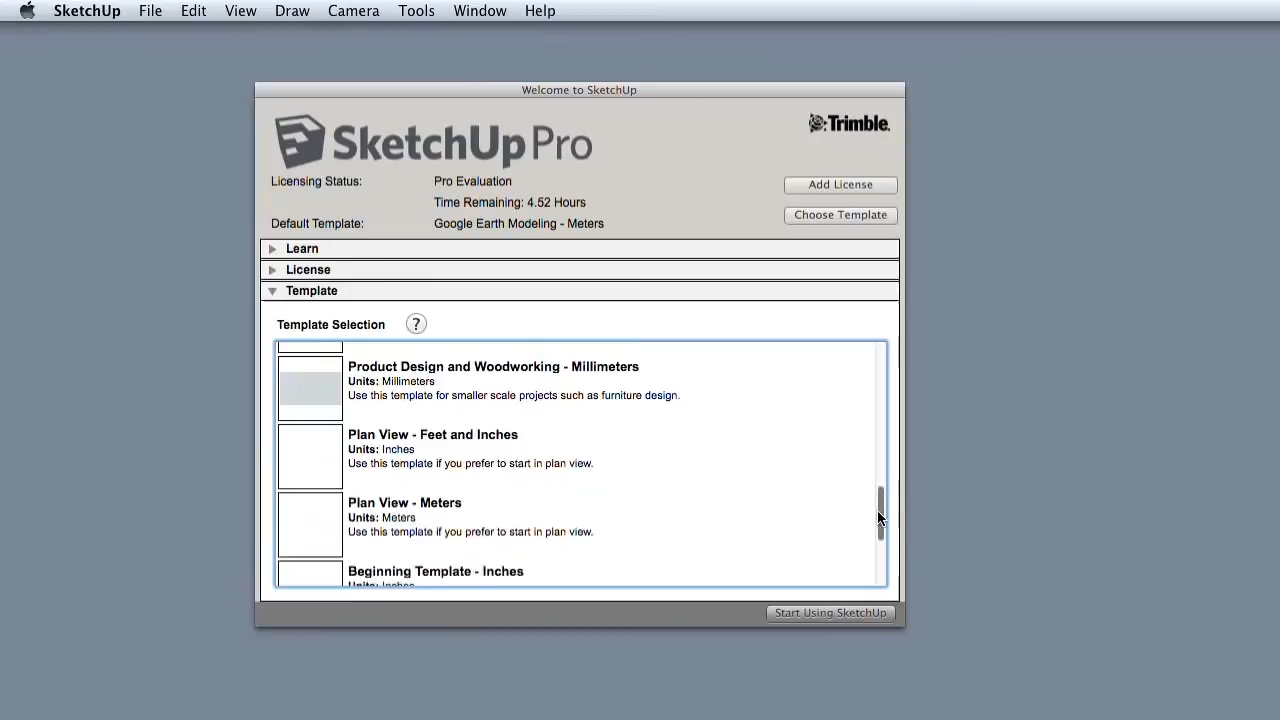 SketchUp File Edit View Draw Camera Tools Window Help
Welcome to SketchUp
SketchUp Pro
Trimble.
Licensing Status: Pro Evaluation
Add License
Time Remaining: 4.52 Hours
Choose Template
Default Template: Google Earth Modeling - Meters
Learn
License
Template
Template Selection ?
Product Design and Woodworking - Millimeters
Units: Millimeters
Use this template for smaller scale projects such as furniture design.
Plan View - Feet and Inches
Units: Inches
Use this template if you prefer to start in plan view.
Plan View - Meters
Units: Meters
Use this template if you prefer to start in plan view.
Beginning Template - Inches
Units: Inches
Start Using SketchUp